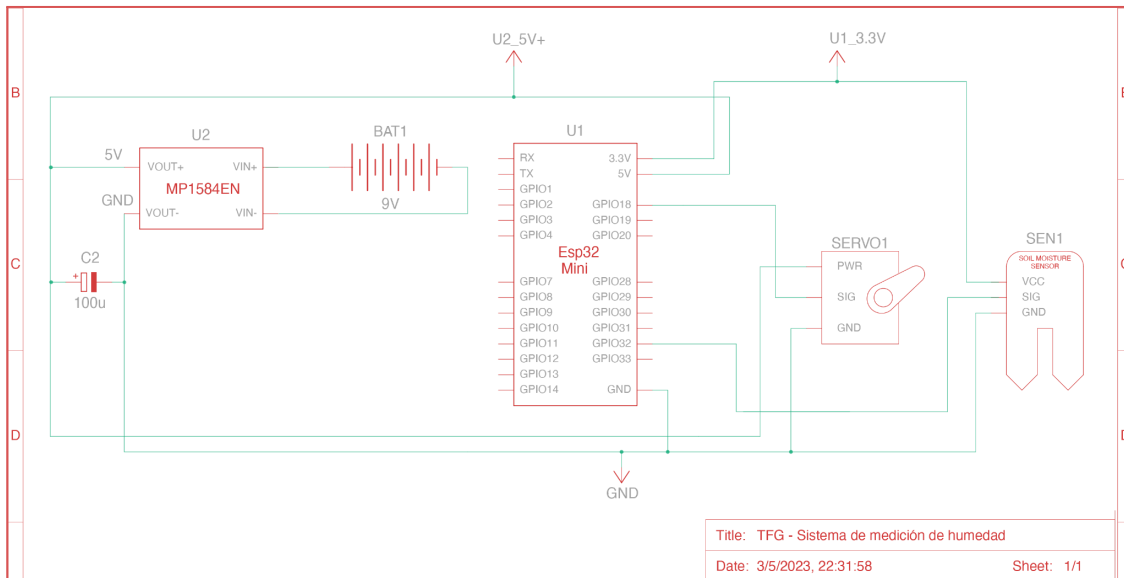 U2_5V+
U1_3.3V
B
U2
BAT1
U1
5V
VOUT+
VIN+
MP1584EN
GND
VOUT-
VIN-
9V
RX
3.3V
TX
5V
GPIO1
GPIO2
GPIO18
GPIO3
GPIO19
GPIO4
GPIO20
Esp32
Mini
GPIO7
GPIO28
GPIO8
GPIO29
GPIO9
GPIO30
GPIO10
GPIO31
GPIO11
GPIO32
GPIO12
GPIO33
GPIO13
GPIO14
GND
C
C2
+
100u
SERVO1
PWR
SIG
GND
SEN1
SOIL MOISTURE
SENSOR
VCC
SIG
GND
D
GND
Title: TFG - Sistema de medición de humedad
Date: 3/5/2023, 22:31:58 Sheet: 1/1